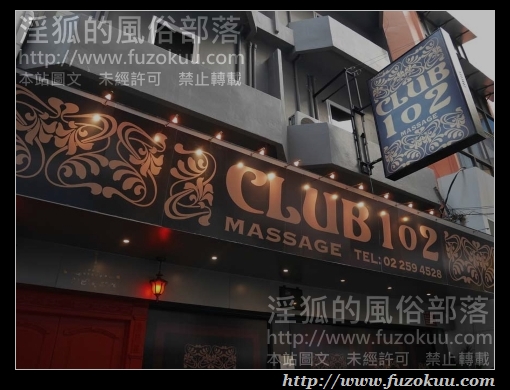 淫狐的風俗部落
http://www.fuzokuu.com/
本站圖文 未經許可 禁止轉載
CLUB
102
MASSAGE
CLUB 102
MASSAGE TEL: 02 259 4528
淫狐的風俗部落
http://www.fuzokuu.com/
本站圖文 未經許可 禁止轉載
http://www.fuzokuu.com